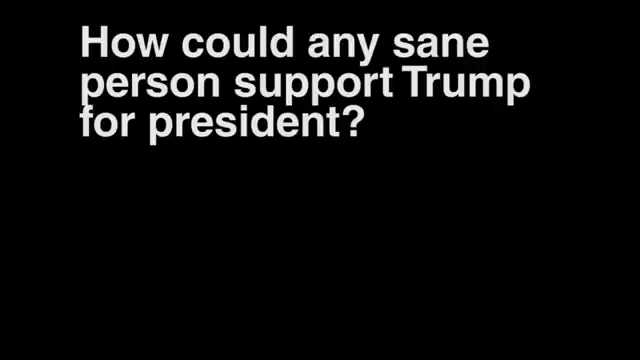 How could any sane
person support Trump
for president?